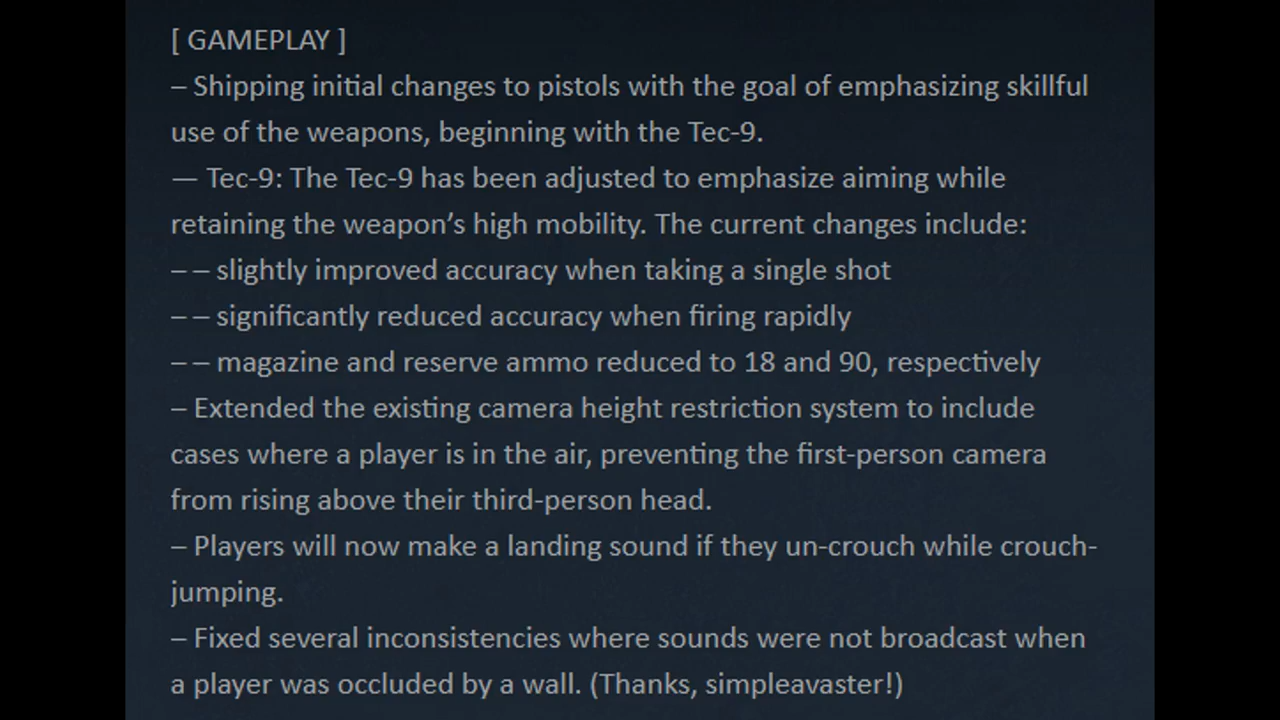 [ GAMEPLAY ]
– Shipping initial changes to pistols with the goal of emphasizing skillful
use of the weapons, beginning with the Tec-9.
— Tec-9: The Tec-9 has been adjusted to emphasize aiming while
retaining the weapon’s high mobility. The current changes include:
– – slightly improved accuracy when taking a single shot
– – significantly reduced accuracy when firing rapidly
– – magazine and reserve ammo reduced to 18 and 90, respectively
– Extended the existing camera height restriction system to include
cases where a player is in the air, preventing the first-person camera
from rising above their third-person head.
– Players will now make a landing sound if they un-crouch while crouch-
jumping.
– Fixed several inconsistencies where sounds were not broadcast when
a player was occluded by a wall. (Thanks, simpleavaster!)